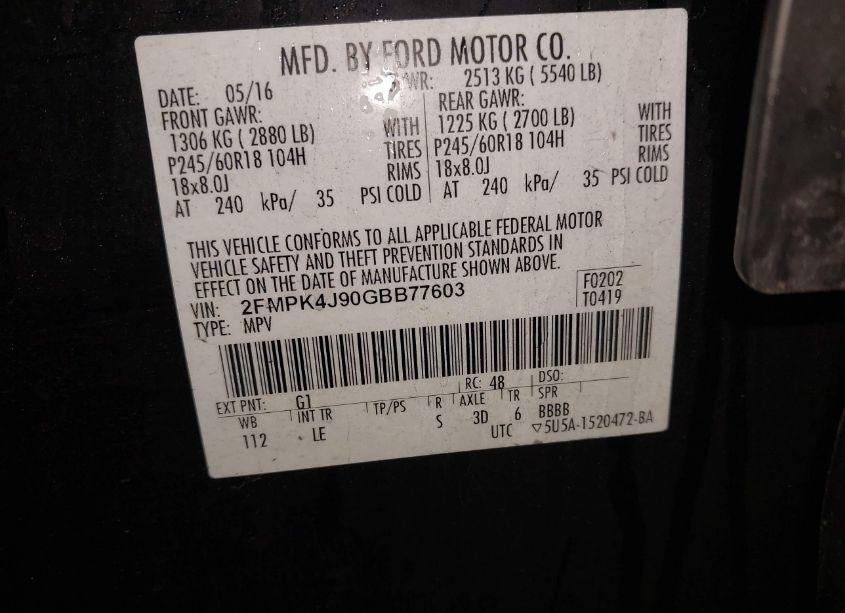 MFD. BY FORD MOTOR CO.
DATE: 05/16
WR: 2513 KG ( 5540 LB)
FRONT GAWR:
1306 KG ( 2880 LB) WITH
P245/60R18 104H TIRES
18x8.0J RIMS
AT 240 kPa/ 35 PSI COLD
REAR GAWR:
1225 KG ( 2700 LB) WITH
P245/60R18 104H TIRES
18x8.0J RIMS
AT 240 kPa/ 35 PSI COLD
THIS VEHICLE CONFORMS TO ALL APPLICABLE FEDERAL MOTOR
VEHICLE SAFETY AND THEFT PREVENTION STANDARDS IN
EFFECT ON THE DATE OF MANUFACTURE SHOWN ABOVE.
VIN: 2FMPK4J90GBB77603
TYPE: MPV
F0202
T0419
EXT PNT: G1 RC: 48 DSO:
WB INT TR TP/PS R AXLE TR SPR
112 LE S 3D 6 BBBB
UTC ▽5U5A-1520472-BA